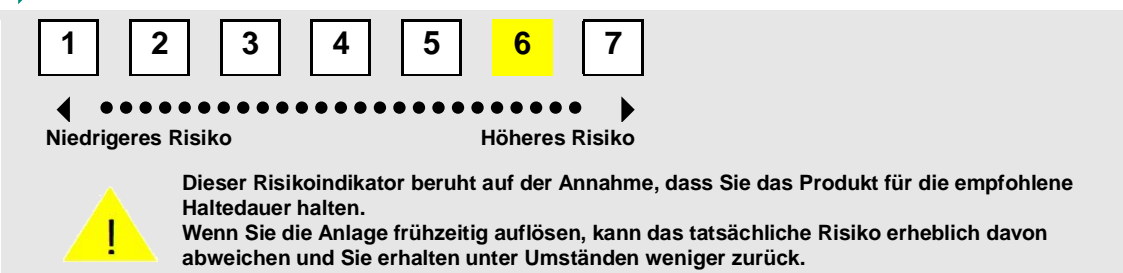 1 2 3 4 5 6 7
Niedrigeres Risiko Höheres Risiko
Dieser Risikoindikator beruht auf der Annahme, dass Sie das Produkt für die empfohlene
Haltedauer halten.
! Wenn Sie die Anlage frühzeitig auflösen, kann das tatsächliche Risiko erheblich davon
abweichen und Sie erhalten unter Umständen weniger zurück.